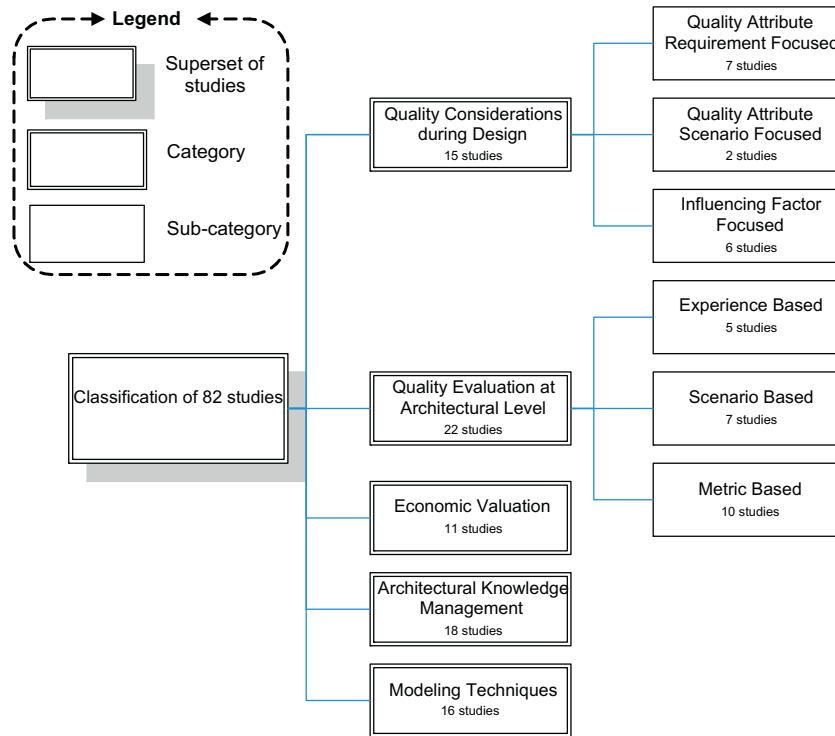 Legend
Superset of
studies
Category
Sub-category
Classification of 82 studies
Quality Considerations
during Design
15 studies
Quality Attribute
Requirement Focused
7 studies
Quality Attribute
Scenario Focused
2 studies
Influencing Factor
Focused
6 studies
Quality Evaluation at
Architectural Level
22 studies
Experience Based
5 studies
Scenario Based
7 studies
Metric Based
10 studies
Economic Valuation
11 studies
Architectural Knowledge
Management
18 studies
Modeling Techniques
16 studies